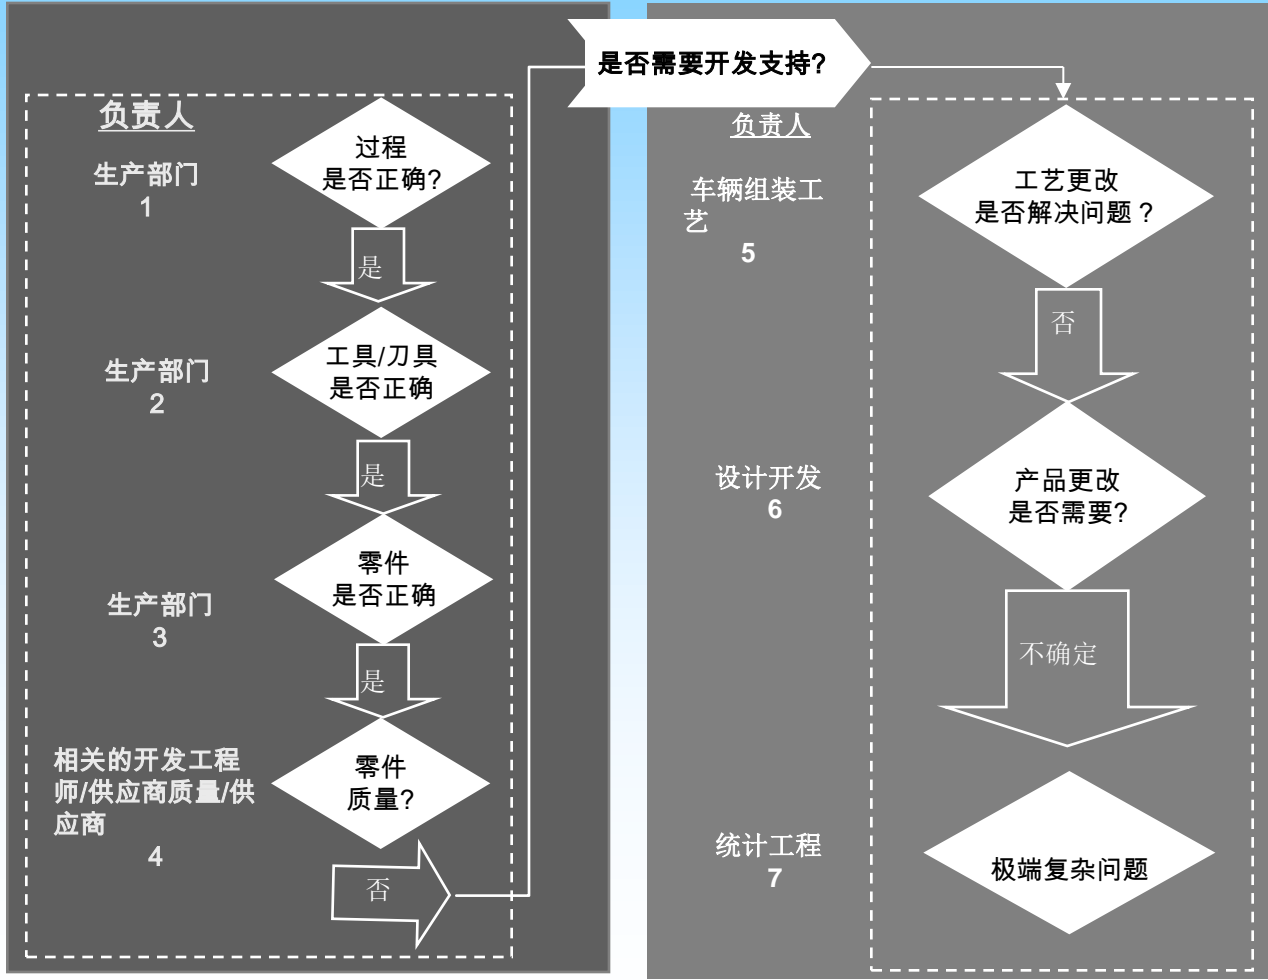 是否需要开发支持?
负责人
过程
是否正确?
生产部门
1
是
工具/刀具
是否正确
生产部门
2
是
零件
是否正确
生产部门
3
是
相关的开发工程
师/供应商质量/供
应商
4
零件
质量?
否
负责人
车辆组装工
艺
5
工艺更改
是否解决问题？
否
设计开发
6
产品更改
是否需要?
不确定
统计工程
7
极端复杂问题